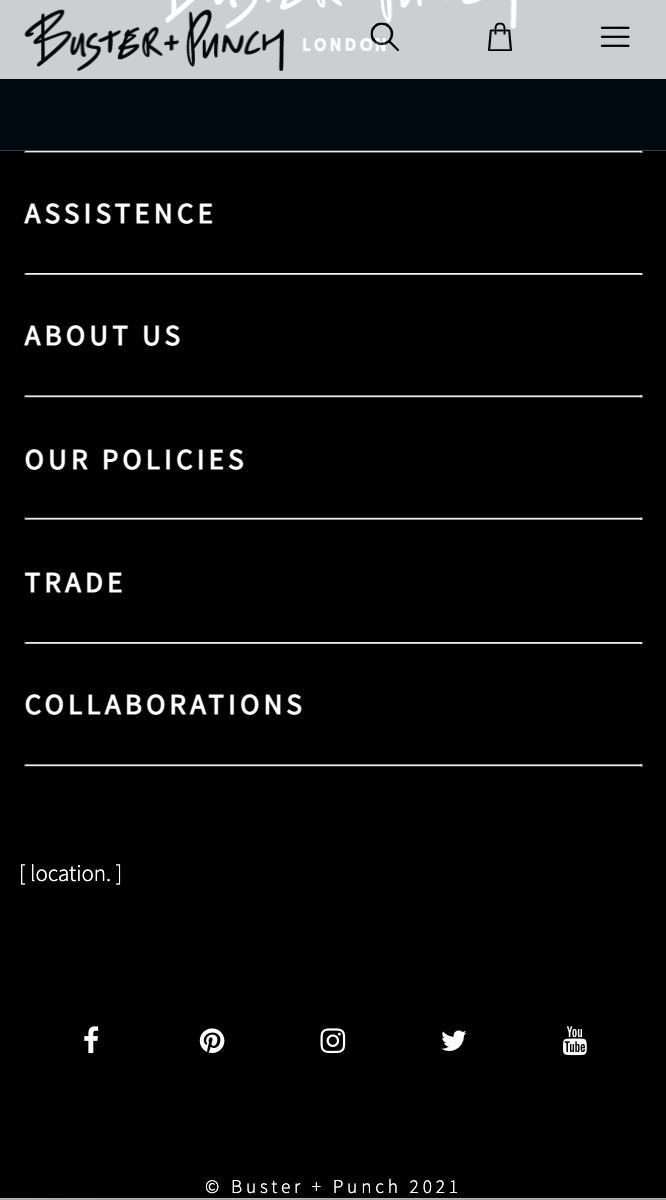 BUSTER + PUNCH
LONDON
ASSISTENCE
ABOUT US
OUR POLICIES
TRADE
COLLABORATIONS
[ location. ]
You
Tube
© Buster + Punch 2021